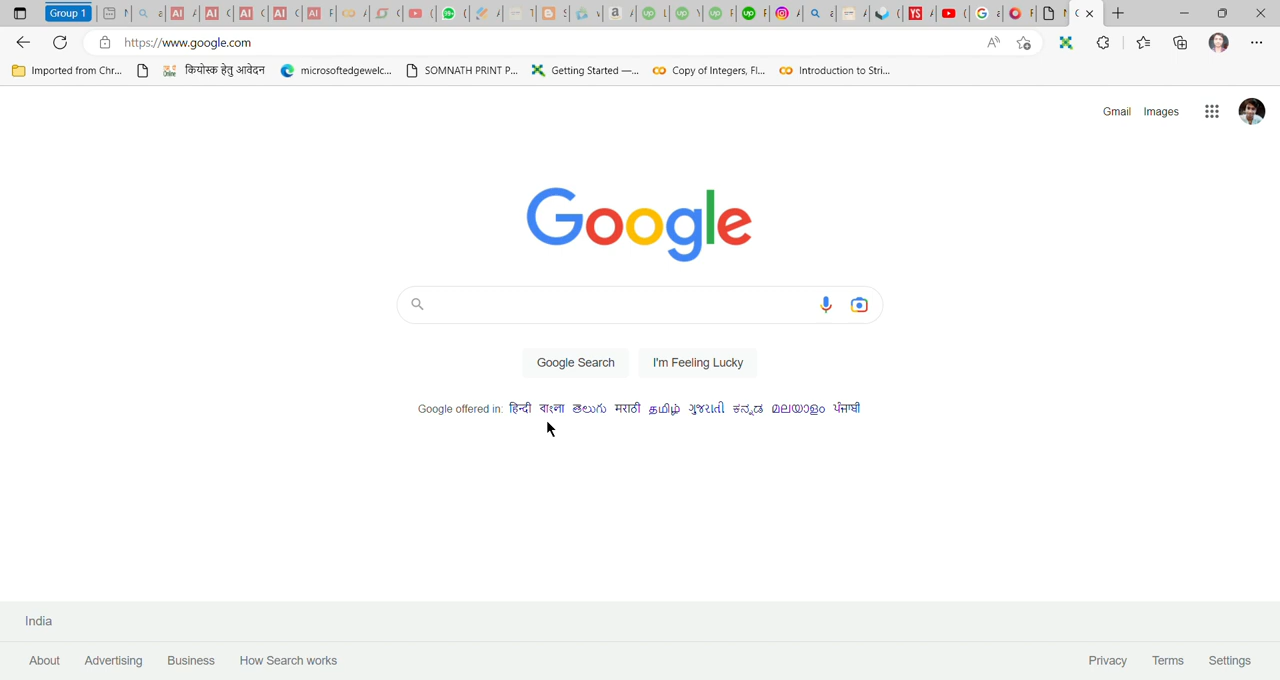 Group 1
https://www.google.com
Imported from Chr... कियोस्क हेतु आवेदन microsoftedgewelc... SOMNATH PRINT P... Getting Started —... Copy of Integers, Fl... Introduction to Stri...
Gmail Images
Google
Google Search I'm Feeling Lucky
Google offered in: हिन्दी বাংলা తెలుగు मराठी தமிழ் ગુજરાતી ಕನ್ನಡ മലയാളം ਪੰਜਾਬੀ
India
About Advertising Business How Search works Privacy Terms Settings